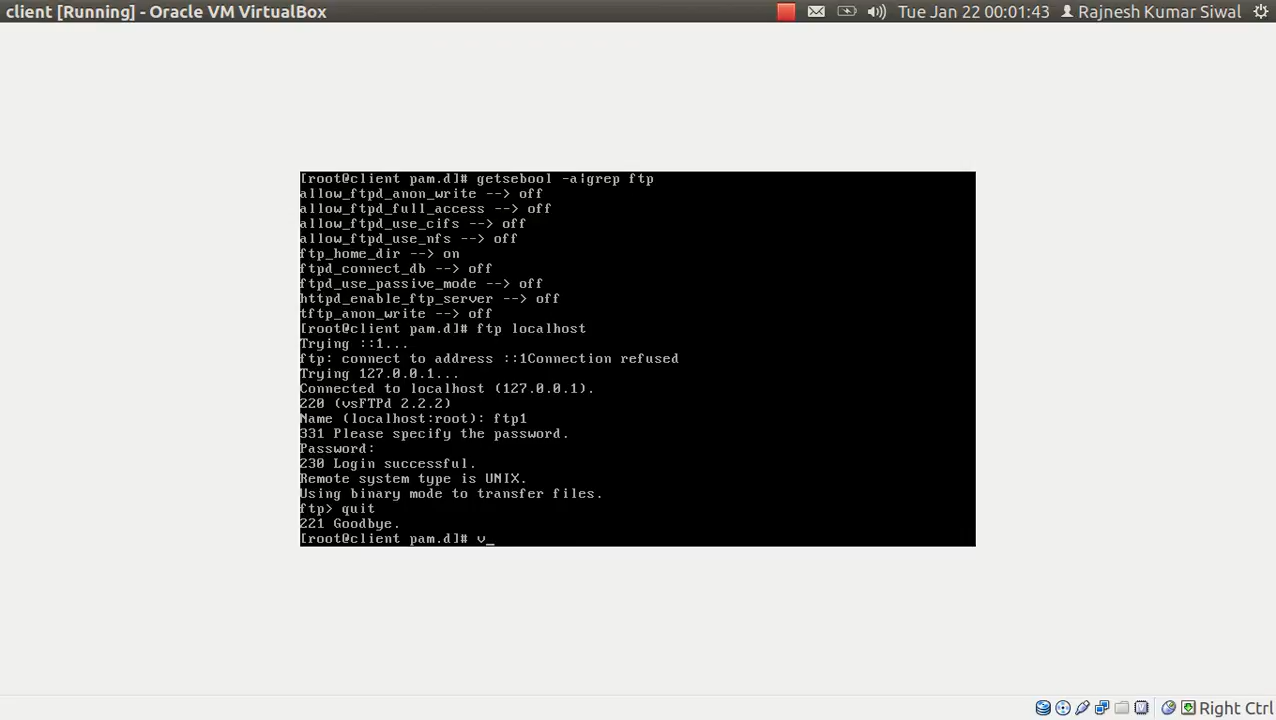 client [Running] - Oracle VM VirtualBox
Tue Jan 22 00:01:43 Rajnesh Kumar Siwal
[root@client pam.d]# getsebool -a|grep ftp
allow_ftpd_anon_write --> off
allow_ftpd_full_access --> off
allow_ftpd_use_cifs --> off
allow_ftpd_use_nfs --> off
ftp_home_dir --> on
ftpd_connect_db --> off
ftpd_use_passive_mode --> off
httpd_enable_ftp_server --> off
tftp_anon_write --> off
[root@client pam.d]# ftp localhost
Trying ::1...
ftp: connect to address ::1Connection refused
Trying 127.0.0.1...
Connected to localhost (127.0.0.1).
220 (vsFTPd 2.2.2)
Name (localhost:root): ftp1
331 Please specify the password.
Password:
230 Login successful.
Remote system type is UNIX.
Using binary mode to transfer files.
ftp> quit
221 Goodbye.
[root@client pam.d]# v_
Right Ctrl